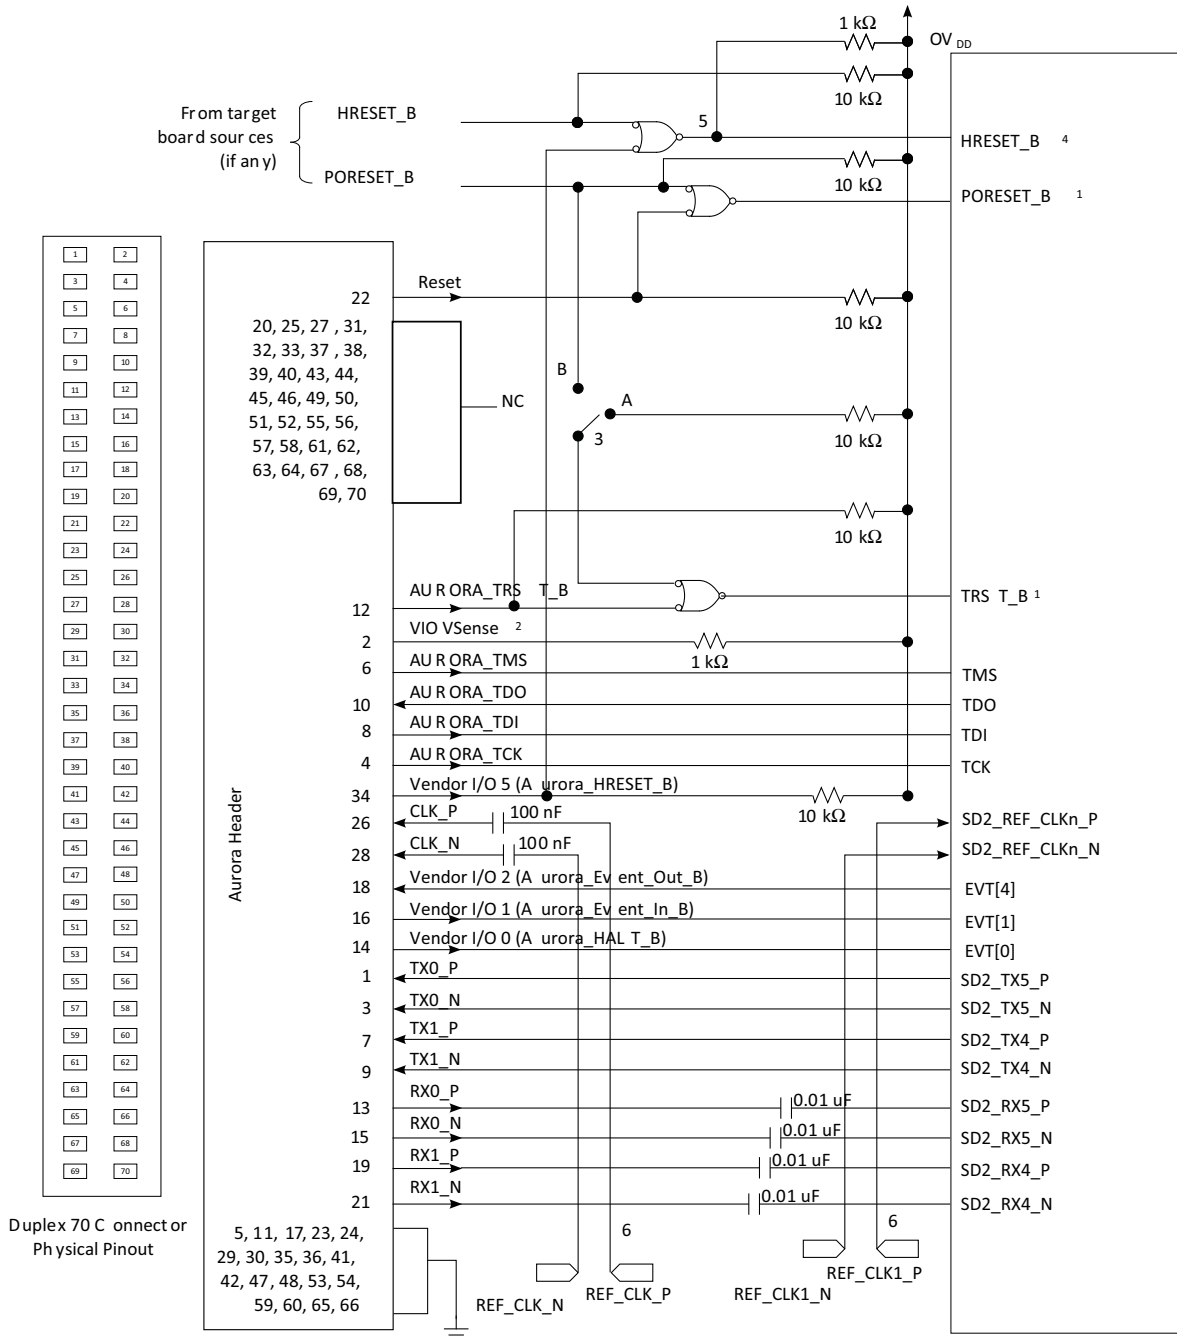 1 kΩ
OV DD
10 kΩ
From target
board sources
(if any)
HRESET_B
5
HRESET_B 4
PORESET_B
10 kΩ
PORESET_B 1
1 2
3 4
5 6
7 8
9 10
11 12
13 14
15 16
17 18
19 20
21 22
23 24
25 26
27 28
29 30
31 32
33 34
35 36
37 38
39 40
41 42
43 44
45 46
47 48
49 50
51 52
53 54
55 56
57 58
59 60
61 62
63 64
65 66
67 68
69 70
Duplex 70 Connector
Physical Pinout
Aurora Header
22
Reset
10 kΩ
20, 25, 27, 31,
32, 33, 37, 38,
39, 40, 43, 44,
45, 46, 49, 50,
51, 52, 55, 56,
57, 58, 61, 62,
63, 64, 67, 68,
69, 70
NC
B
A
3
10 kΩ
10 kΩ
12
AURORA_TRST_B
TRST_B 1
2
VIO VSense 2
1 kΩ
6
AURORA_TMS
TMS
10
AURORA_TDO
TDO
8
AURORA_TDI
TDI
4
AURORA_TCK
TCK
34
Vendor I/O 5 (Aurora_HRESET_B)
10 kΩ
26
CLK_P
100 nF
SD2_REF_CLKn_P
28
CLK_N
100 nF
SD2_REF_CLKn_N
18
Vendor I/O 2 (Aurora_Event_Out_B)
EVT[4]
16
Vendor I/O 1 (Aurora_Event_In_B)
EVT[1]
14
Vendor I/O 0 (Aurora_HALT_B)
EVT[0]
1
TX0_P
SD2_TX5_P
3
TX0_N
SD2_TX5_N
7
TX1_P
SD2_TX4_P
9
TX1_N
SD2_TX4_N
13
RX0_P
0.01 uF
SD2_RX5_P
15
RX0_N
0.01 uF
SD2_RX5_N
19
RX1_P
0.01 uF
SD2_RX4_P
21
RX1_N
0.01 uF
SD2_RX4_N
5, 11, 17, 23, 24,
29, 30, 35, 36, 41,
42, 47, 48, 53, 54,
59, 60, 65, 66
6
REF_CLK_N
REF_CLK_P
6
REF_CLK1_N
REF_CLK1_P